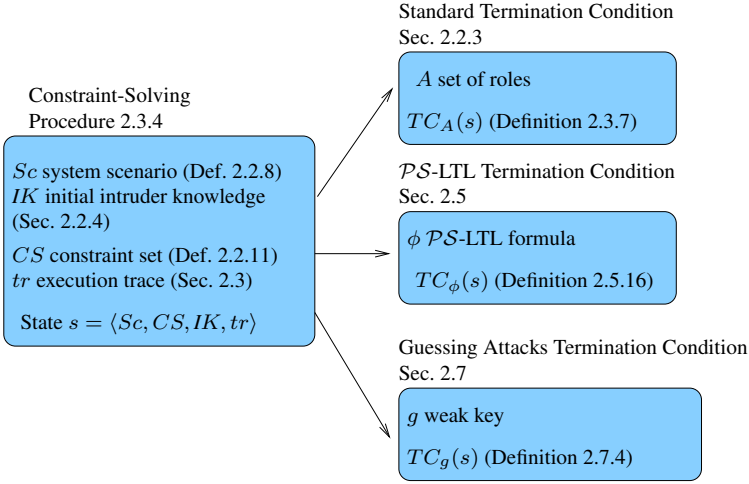 Constraint-Solving
Procedure 2.3.4
Sc system scenario (Def. 2.2.8)
IK initial intruder knowledge
(Sec. 2.2.4)
CS constraint set (Def. 2.2.11)
tr execution trace (Sec. 2.3)
State s = ⟨Sc, CS, IK, tr⟩
Standard Termination Condition
Sec. 2.2.3
A set of roles
TC_A(s) (Definition 2.3.7)
𝒫𝒮-LTL Termination Condition
Sec. 2.5
ϕ 𝒫𝒮-LTL formula
TC_ϕ(s) (Definition 2.5.16)
Guessing Attacks Termination Condition
Sec. 2.7
g weak key
TC_g(s) (Definition 2.7.4)